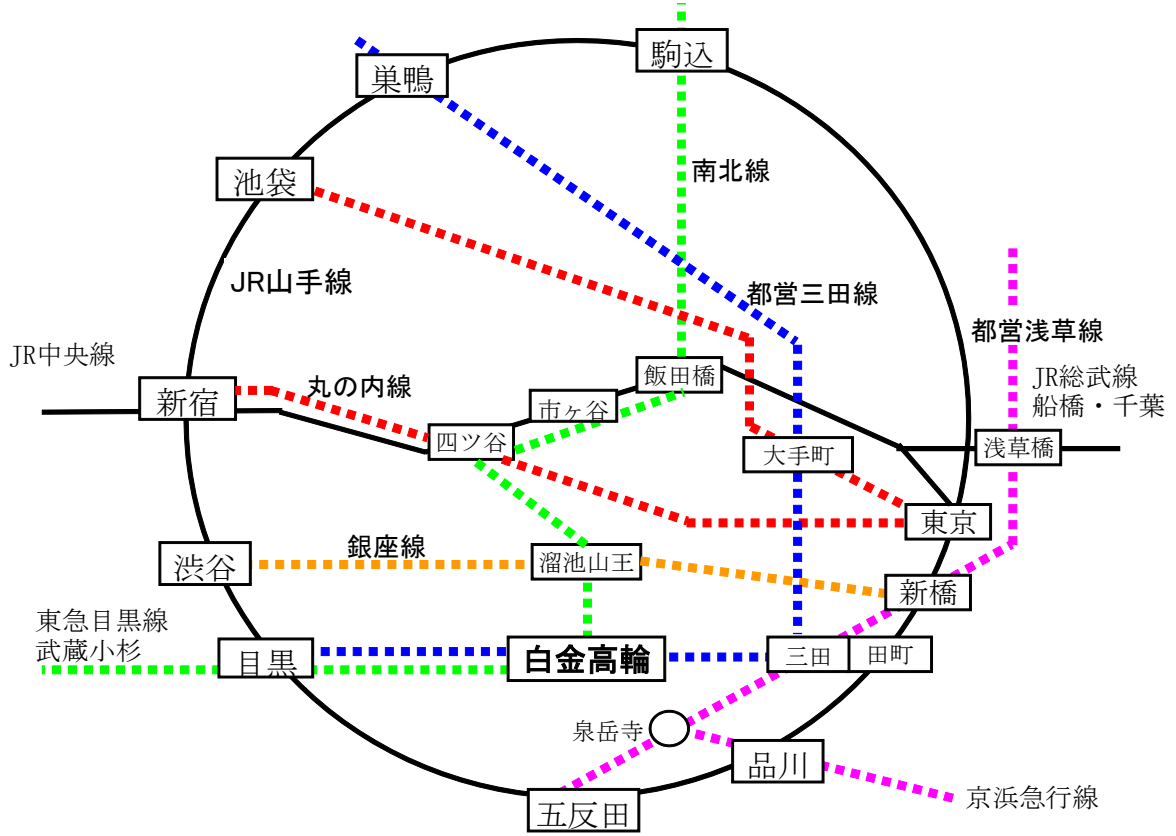 駒込
巣鴨
池袋
南北線
JR山手線
都営三田線
都営浅草線
JR中央線
新宿
丸の内線
飯田橋
市ヶ谷
四ツ谷
大手町
JR総武線
船橋・千葉
浅草橋
東京
銀座線
渋谷
溜池山王
新橋
東急目黒線
武蔵小杉
目黒
白金高輪
三田
田町
泉岳寺
品川
五反田
京浜急行線